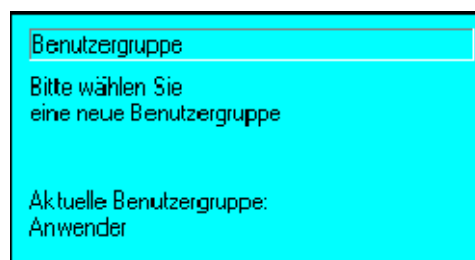 Benutzergruppe
Bitte wählen Sie
eine neue Benutzergruppe
Aktuelle Benutzergruppe:
Anwender